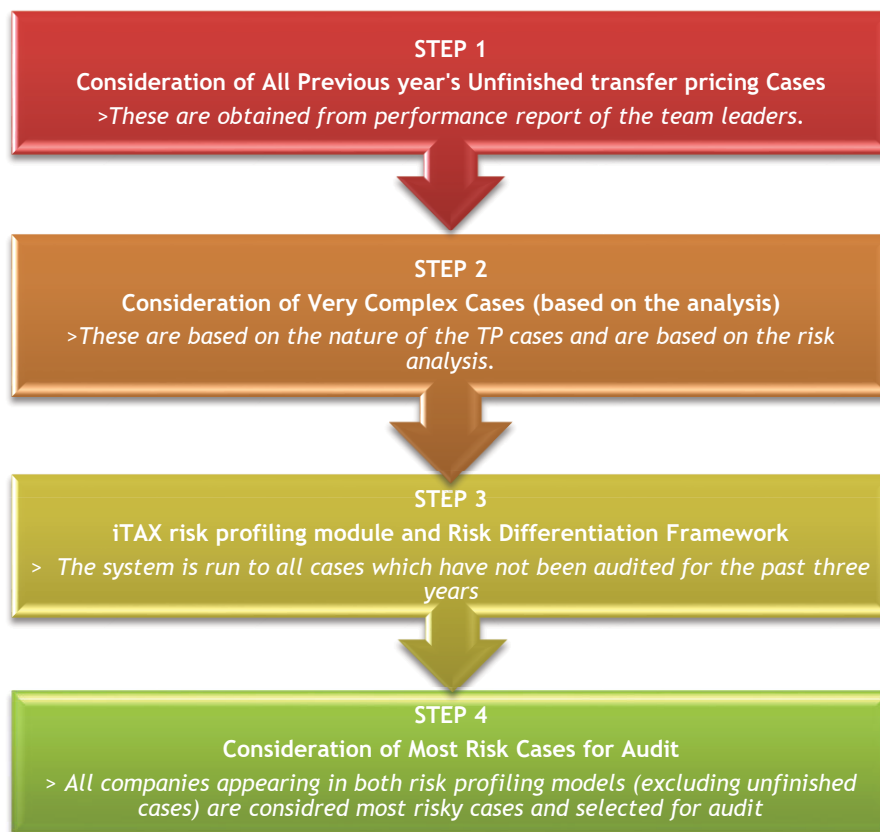 STEP 1
Consideration of All Previous year's Unfinished transfer pricing Cases
>These are obtained from performance report of the team leaders.
STEP 2
Consideration of Very Complex Cases (based on the analysis)
>These are based on the nature of the TP cases and are based on the risk
analysis.
STEP 3
iTAX risk profiling module and Risk Differentiation Framework
> The system is run to all cases which have not been audited for the past three
years
STEP 4
Consideration of Most Risk Cases for Audit
> All companies appearing in both risk profiling models (excluding unfinished
cases) are considred most risky cases and selected for audit